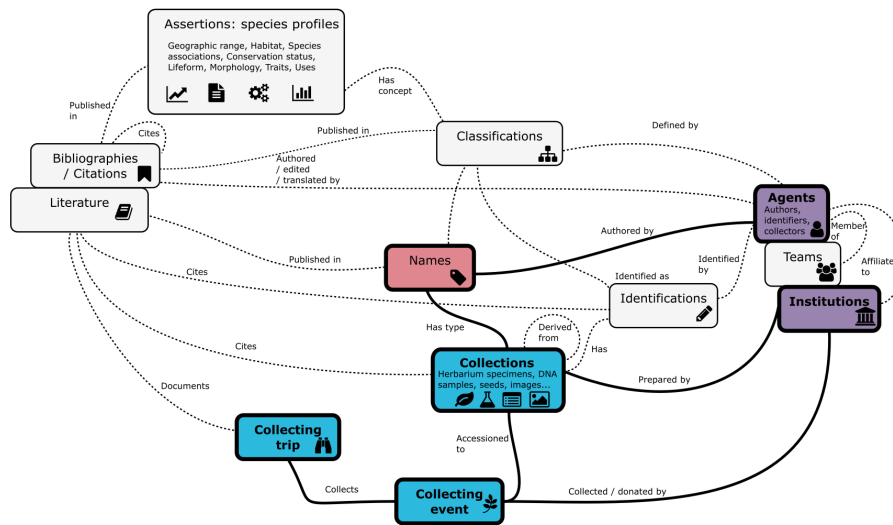 Assertions: species profiles
Geographic range, Habitat, Species
associations, Conservation status,
Lifeform, Morphology, Traits, Uses
Has
concept
Published
in
Cites
Published in
Classifications
Defined by
Bibliographies
/ Citations
Authored
/ edited
/ translated by
Literature
Agents
Authors,
identifiers,
collectors
Member
of
Authored by
Names
Published in
Teams
Affiliated
to
Cites
Identified as
Identified
by
Identifications
Institutions
Has type
Derived
from
Has
Cites
Collections
Herbarium specimens, DNA
samples, seeds, images...
Prepared by
Documents
Collecting
trip
Accessioned
to
Collects
Collecting
event
Collected / donated by